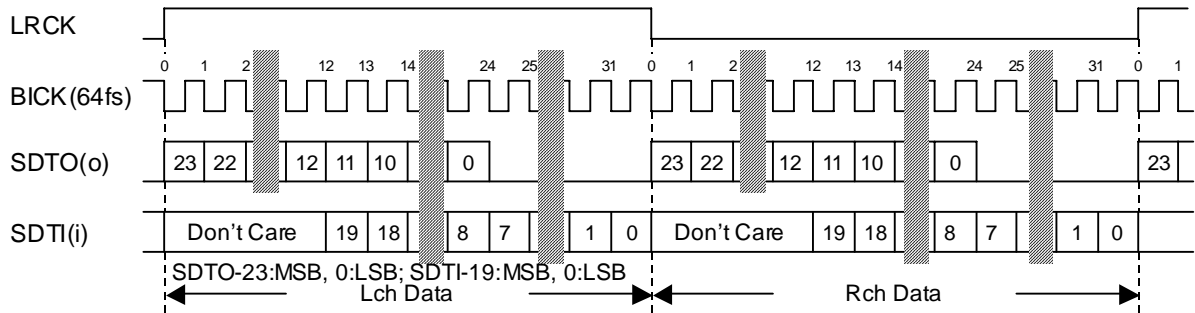 LRCK
0 1 2 12 13 14 24 25 31 0 1 2 12 13 14 24 25 31 0 1
BICK(64fs)
SDTO(o) 23 22 12 11 10 0 23 22 12 11 10 0 23
SDTI(i) Don't Care 19 18 8 7 1 0 Don't Care 19 18 8 7 1 0
SDTO-23:MSB, 0:LSB; SDTI-19:MSB, 0:LSB
Lch Data Rch Data